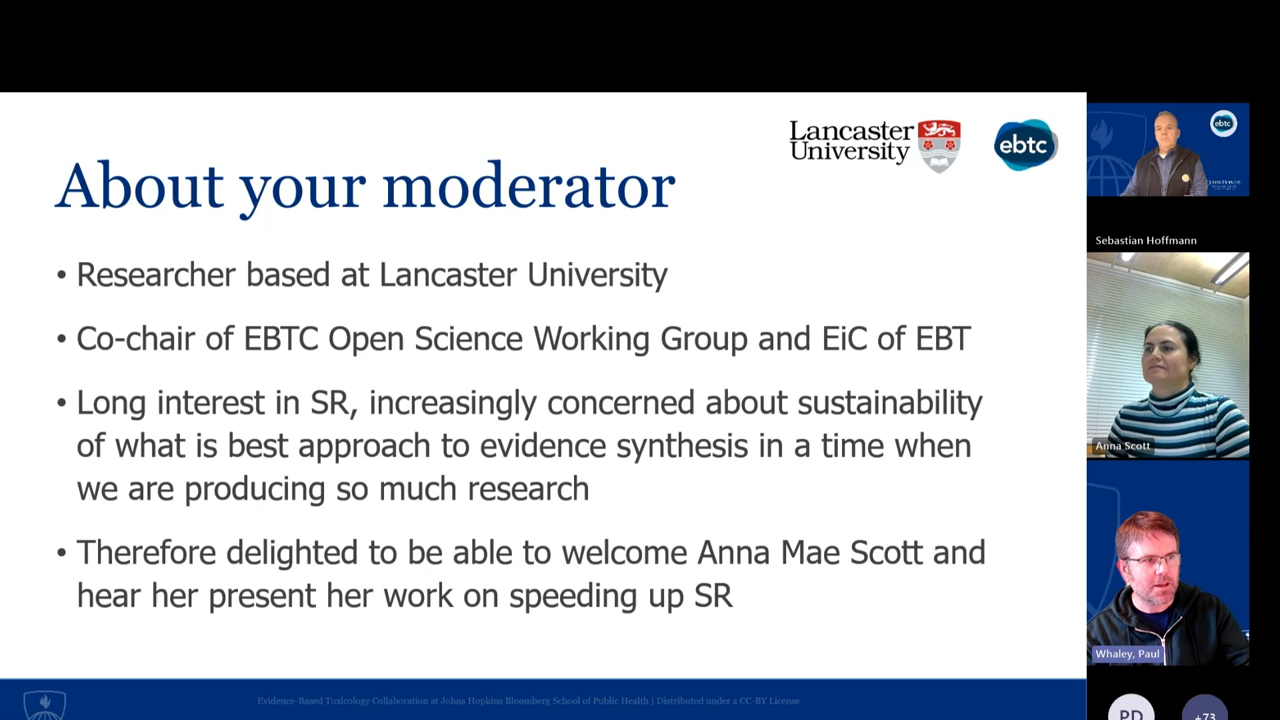 Lancaster
University
ebtc
About your moderator
• Researcher based at Lancaster University
• Co-chair of EBTC Open Science Working Group and EiC of EBT
• Long interest in SR, increasingly concerned about sustainability
of what is best approach to evidence synthesis in a time when
we are producing so much research
• Therefore delighted to be able to welcome Anna Mae Scott and
hear her present her work on speeding up SR
Evidence-Based Toxicology Collaboration at Johns Hopkins Bloomberg School of Public Health | Distributed under a CC-BY License
ebtc
Sebastian Hoffmann
Anna Scott
Whaley, Paul
PD
+73